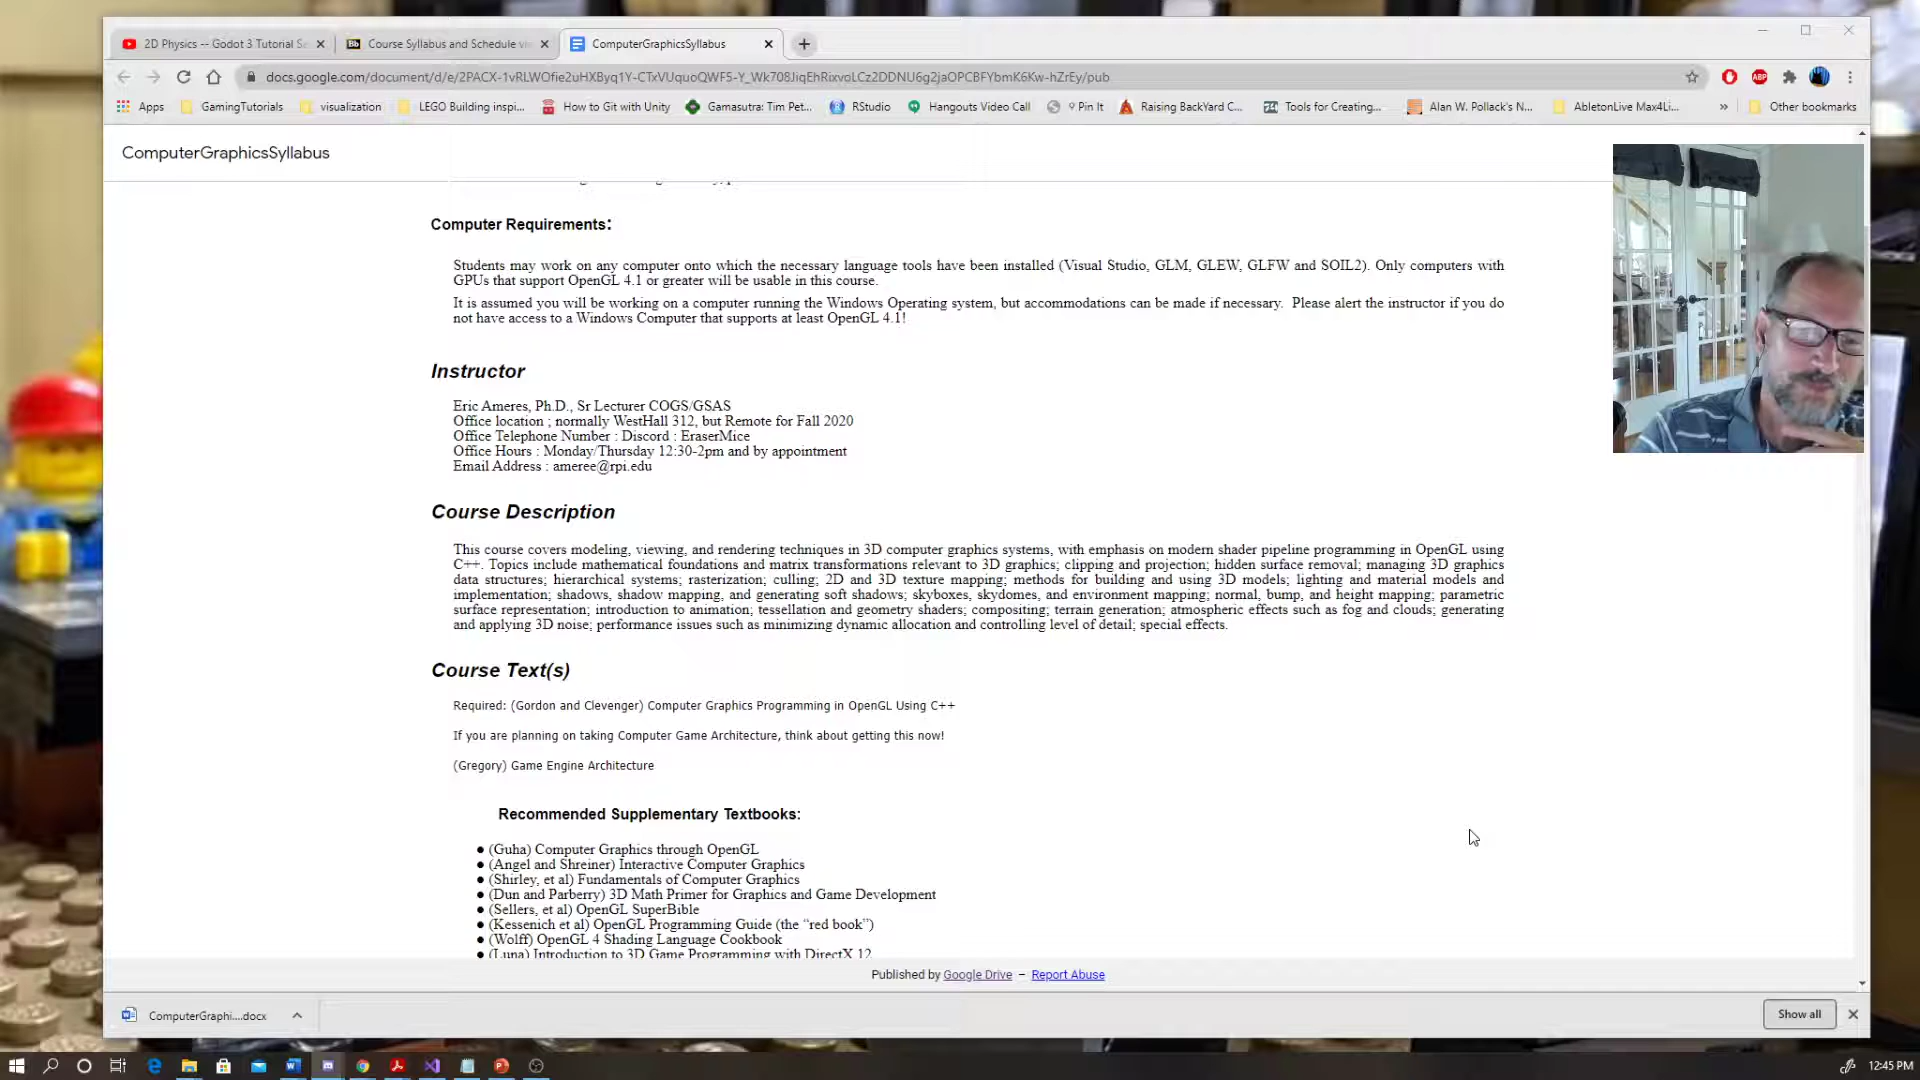 2D Physics -- Godot 3 Tutorial Se
Course Syllabus and Schedule vi
ComputerGraphicsSyllabus
docs.google.com/document/d/e/2PACX-1vRLWOfie2uHXByq1Y-CTxVUquoQWF5-Y_Wk708JiqEhRixvoLCz2DDNU6g2jaOPCBFYbmK6Kw-hZrEy/pub
ABP
Apps
GamingTutorials
visualization
LEGO Building inspi...
How to Git with Unity
Gamasutra: Tim Pet...
RStudio
Hangouts Video Call
Pin It
Raising BackYard C...
Tools for Creating...
Alan W. Pollack's N...
AbletonLive Max4Li...
»
Other bookmarks
ComputerGraphicsSyllabus
Computer Requirements:
Students may work on any computer onto which the necessary language tools have been installed (Visual Studio, GLM, GLEW, GLFW and SOIL2). Only computers with
GPUs that support OpenGL 4.1 or greater will be usable in this course.
It is assumed you will be working on a computer running the Windows Operating system, but accommodations can be made if necessary. Please alert the instructor if you do
not have access to a Windows Computer that supports at least OpenGL 4.1!
Instructor
Eric Ameres, Ph.D., Sr Lecturer COGS/GSAS
Office location ; normally WestHall 312, but Remote for Fall 2020
Office Telephone Number : Discord : EraserMice
Office Hours : Monday/Thursday 12:30-2pm and by appointment
Email Address : ameree@rpi.edu
Course Description
This course covers modeling, viewing, and rendering techniques in 3D computer graphics systems, with emphasis on modern shader pipeline programming in OpenGL using
C++. Topics include mathematical foundations and matrix transformations relevant to 3D graphics; clipping and projection; hidden surface removal; managing 3D graphics
data structures; hierarchical systems; rasterization; culling; 2D and 3D texture mapping; methods for building and using 3D models; lighting and material models and
implementation; shadows, shadow mapping, and generating soft shadows; skyboxes, skydomes, and environment mapping; normal, bump, and height mapping; parametric
surface representation; introduction to animation; tessellation and geometry shaders; compositing; terrain generation; atmospheric effects such as fog and clouds; generating
and applying 3D noise; performance issues such as minimizing dynamic allocation and controlling level of detail; special effects.
Course Text(s)
Required: (Gordon and Clevenger) Computer Graphics Programming in OpenGL Using C++
If you are planning on taking Computer Game Architecture, think about getting this now!
(Gregory) Game Engine Architecture
Recommended Supplementary Textbooks:
● (Guha) Computer Graphics through OpenGL
● (Angel and Shreiner) Interactive Computer Graphics
● (Shirley, et al) Fundamentals of Computer Graphics
● (Dun and Parberry) 3D Math Primer for Graphics and Game Development
● (Sellers, et al) OpenGL SuperBible
● (Kessenich et al) OpenGL Programming Guide (the “red book”)
● (Wolff) OpenGL 4 Shading Language Cookbook
● (Luna) Introduction to 3D Game Programming with DirectX 12
Published by Google Drive – Report Abuse
ComputerGraphi....docx
Show all
12:45 PM